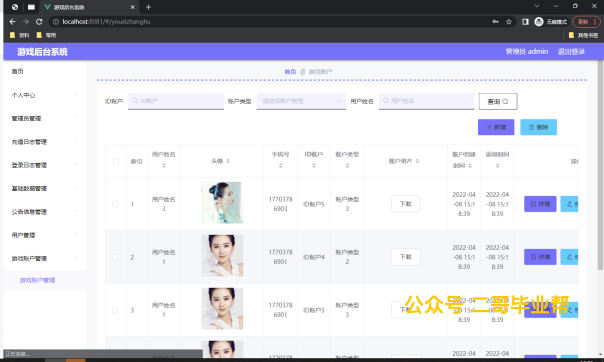 游戏后台系统
localhost:8081/#/youxizhanghu
无痕模式
更新
资料
常用
其他书签
游戏后台系统
管理员 admin
退出登录
首页
个人中心
管理员管理
充值日志管理
登录日志管理
基础数据管理
公告信息管理
用户管理
游戏账户管理
游戏账户管理
首页 游戏账户
ID账户 ID账户 账户类型 请选择账户类型 用户姓名 用户姓名 查询
新增 删除
索引 用户姓名 头像 手机号 ID账户 账户类型 账户资产 账户创建时间 添加时间
1 用户姓名3 17703786903 ID账户5 账户类型3 下载 2022-04-08 15:18:39 2022-04-08 15:18:39 详情
2 用户姓名1 17703786901 ID账户4 账户类型2 下载 2022-04-08 15:18:39 2022-04-08 15:18:39 详情
3 用户姓名1 17703786901 ID账户3 账户类型 下载 2022-04-08 15:18:39 2022-04-08 15:18:39 详情
公众号 二哥毕业帮
2022-04 2022-04
正在连接...